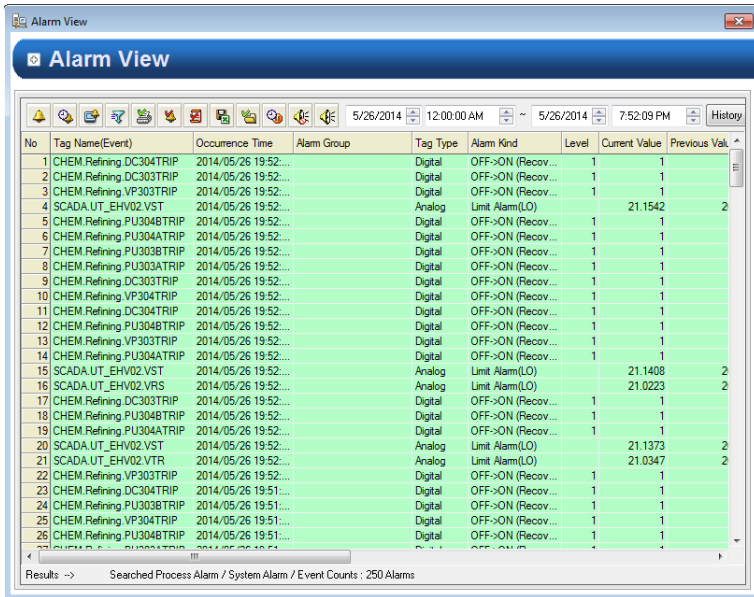 Alarm View
Alarm View
5/26/2014 12:00:00 AM ~ 5/26/2014 7:52:09 PM History
No Tag Name(Event) Occurrence Time Alarm Group Tag Type Alarm Kind Level Current Value Previous Valu
1 CHEM.Refining.DC304TRIP 2014/05/26 19:52:... Digital OFF->ON (Recov... 1 1
2 CHEM.Refining.DC303TRIP 2014/05/26 19:52:... Digital OFF->ON (Recov... 1 1
3 CHEM.Refining.VP303TRIP 2014/05/26 19:52:... Digital OFF->ON (Recov... 1 1
4 SCADA.UT_EHV02.VST 2014/05/26 19:52:... Analog Limit Alarm(LO) 21.1542 2
5 CHEM.Refining.PU304BTRIP 2014/05/26 19:52:... Digital OFF->ON (Recov... 1 1
6 CHEM.Refining.PU304ATRIP 2014/05/26 19:52:... Digital OFF->ON (Recov... 1 1
7 CHEM.Refining.PU303BTRIP 2014/05/26 19:52:... Digital OFF->ON (Recov... 1 1
8 CHEM.Refining.PU303ATRIP 2014/05/26 19:52:... Digital OFF->ON (Recov... 1 1
9 CHEM.Refining.DC303TRIP 2014/05/26 19:52:... Digital OFF->ON (Recov... 1 1
10 CHEM.Refining.VP304TRIP 2014/05/26 19:52:... Digital OFF->ON (Recov... 1 1
11 CHEM.Refining.DC304TRIP 2014/05/26 19:52:... Digital OFF->ON (Recov... 1 1
12 CHEM.Refining.PU304BTRIP 2014/05/26 19:52:... Digital OFF->ON (Recov... 1 1
13 CHEM.Refining.VP303TRIP 2014/05/26 19:52:... Digital OFF->ON (Recov... 1 1
14 CHEM.Refining.PU304ATRIP 2014/05/26 19:52:... Digital OFF->ON (Recov... 1 1
15 SCADA.UT_EHV02.VST 2014/05/26 19:52:... Analog Limit Alarm(LO) 21.1408 2
16 SCADA.UT_EHV02.VRS 2014/05/26 19:52:... Analog Limit Alarm(LO) 21.0223 2
17 CHEM.Refining.DC303TRIP 2014/05/26 19:52:... Digital OFF->ON (Recov... 1 1
18 CHEM.Refining.PU304BTRIP 2014/05/26 19:52:... Digital OFF->ON (Recov... 1 1
19 CHEM.Refining.PU304ATRIP 2014/05/26 19:52:... Digital OFF->ON (Recov... 1 1
20 SCADA.UT_EHV02.VST 2014/05/26 19:52:... Analog Limit Alarm(LO) 21.1373 2
21 SCADA.UT_EHV02.VTR 2014/05/26 19:52:... Analog Limit Alarm(LO) 21.0347 2
22 CHEM.Refining.VP303TRIP 2014/05/26 19:52:... Digital OFF->ON (Recov... 1 1
23 CHEM.Refining.DC304TRIP 2014/05/26 19:51:... Digital OFF->ON (Recov... 1 1
24 CHEM.Refining.PU303BTRIP 2014/05/26 19:51:... Digital OFF->ON (Recov... 1 1
25 CHEM.Refining.VP304TRIP 2014/05/26 19:51:... Digital OFF->ON (Recov... 1 1
26 CHEM.Refining.PU304BTRIP 2014/05/26 19:51:... Digital OFF->ON (Recov... 1 1
Results --> Searched Process Alarm / System Alarm / Event Counts : 250 Alarms